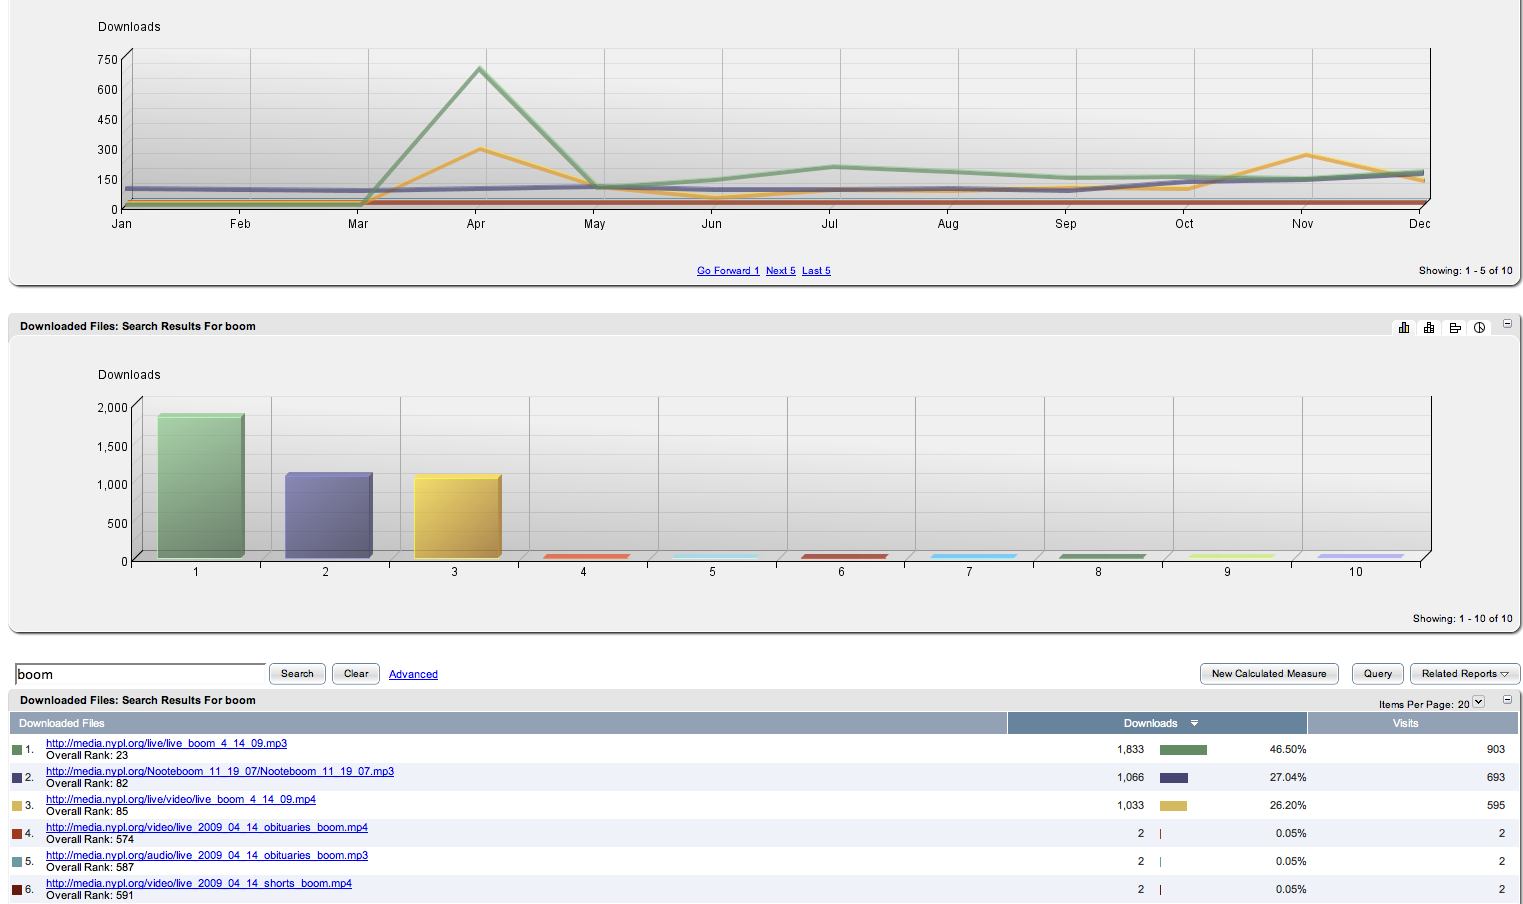 Downloads
750
600
450
300
150
0
Jan Feb Mar Apr May Jun Jul Aug Sep Oct Nov Dec
Go Forward 1 Next 5 Last 5
Showing: 1 - 5 of 10
Downloaded Files: Search Results For boom
Downloads
2,000
1,500
1,000
500
0
1 2 3 4 5 6 7 8 9 10
Showing: 1 - 10 of 10
boom Search Clear Advanced New Calculated Measure Query Related Reports
Downloaded Files: Search Results For boom
Items Per Page: 20
Downloaded Files Downloads Visits
1. http://media.nypl.org/live/live_boom_4_14_09.mp3 1,833 46.50% 903
Overall Rank: 23
2. http://media.nypl.org/Nooteboom_11_19_07/Nooteboom_11_19_07.mp3 1,066 27.04% 693
Overall Rank: 82
3. http://media.nypl.org/live/video/live_boom_4_14_09.mp4 1,033 26.20% 595
Overall Rank: 85
4. http://media.nypl.org/video/live_2009_04_14_obituaries_boom.mp4 2 0.05% 2
Overall Rank: 574
5. http://media.nypl.org/audio/live_2009_04_14_obituaries_boom.mp3 2 0.05% 2
Overall Rank: 587
6. http://media.nypl.org/video/live_2009_04_14_shorts_boom.mp4 2 0.05% 2
Overall Rank: 591